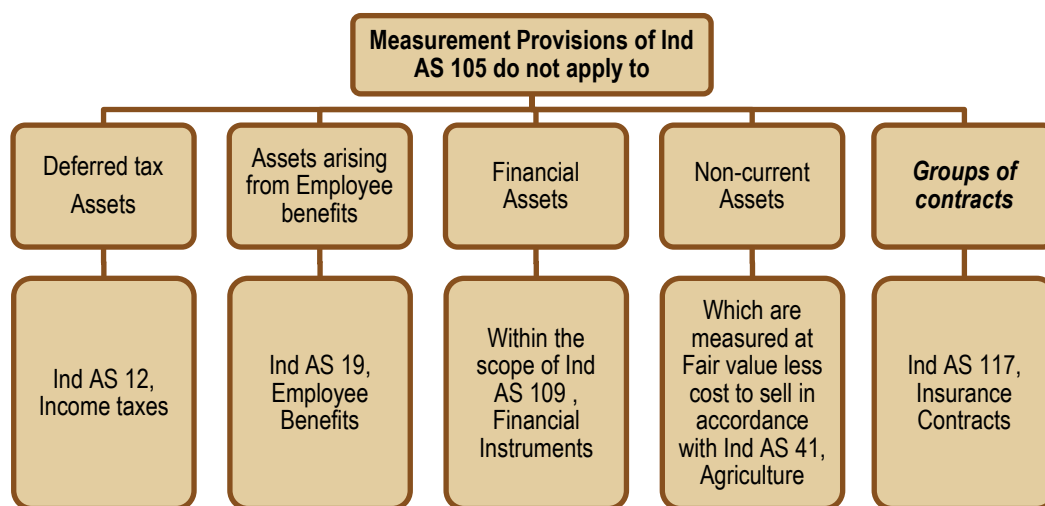 Measurement Provisions of Ind
AS 105 do not apply to
Deferred tax
Assets
Assets arising
from Employee
benefits
Financial
Assets
Non-current
Assets
Groups of
contracts
Ind AS 12,
Income taxes
Ind AS 19,
Employee
Benefits
Within the
scope of Ind
AS 109 ,
Financial
Instruments
Which are
measured at
Fair value less
cost to sell in
accordance
with Ind AS 41,
Agriculture
Ind AS 117,
Insurance
Contracts